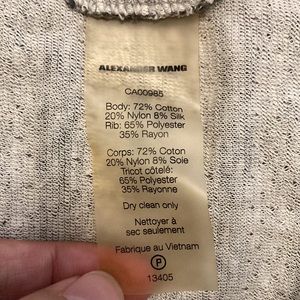 ALEXANDER WANG
CA00985
Body: 72% Cotton
20% Nylon 8% Silk
Rib: 65% Polyester
35% Rayon
Corps: 72% Coton
20% Nylon 8% Soie
Tricot côtelé:
65% Polyester
35% Rayonne
Dry clean only
Nettoyer à
sec seulement
Fabriqué au Vietnam
P
13405